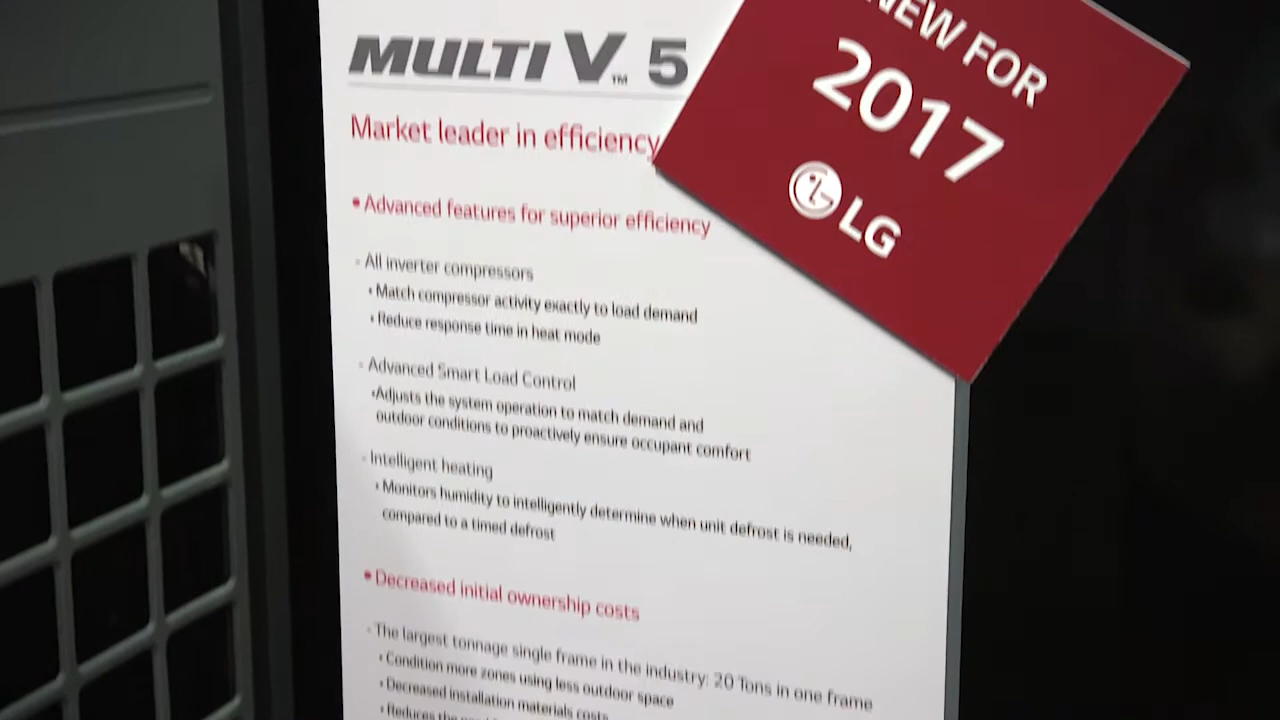 MULTI V™ 5
NEW FOR
2017
LG
Market leader in efficiency
• Advanced features for superior efficiency
- All inverter compressors
• Match compressor activity exactly to load demand
• Reduce response time in heat mode
- Advanced Smart Load Control
•Adjusts the system operation to match demand and
outdoor conditions to proactively ensure occupant comfort
- Intelligent heating
• Monitors humidity to intelligently determine when unit defrost is needed,
compared to a timed defrost
• Decreased initial ownership costs
- The largest tonnage single frame in the industry: 20 Tons in one frame
• Condition more zones using less outdoor space
• Decreased installation materials costs
• Reduces the